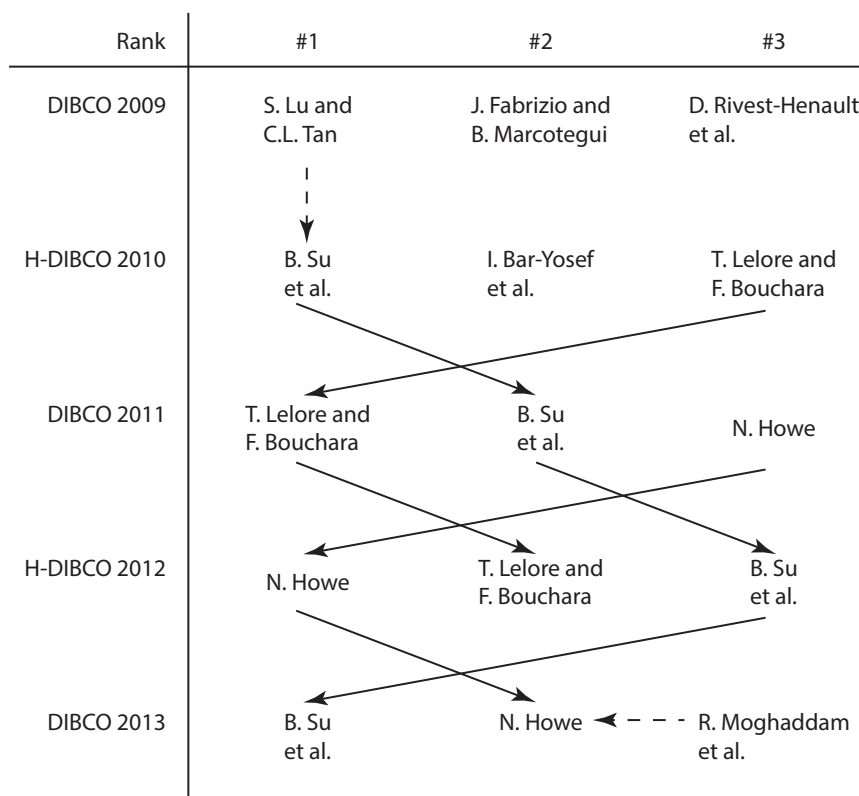 Rank #1 #2 #3
DIBCO 2009 S. Lu and J. Fabrizio and D. Rivest-Henault
C.L. Tan B. Marcotegui et al.
H-DIBCO 2010 B. Su I. Bar-Yosef T. Lelore and
et al. et al. F. Bouchara
DIBCO 2011 T. Lelore and B. Su N. Howe
F. Bouchara et al.
H-DIBCO 2012 N. Howe T. Lelore and B. Su
F. Bouchara et al.
DIBCO 2013 B. Su N. Howe R. Moghaddam
et al. et al.